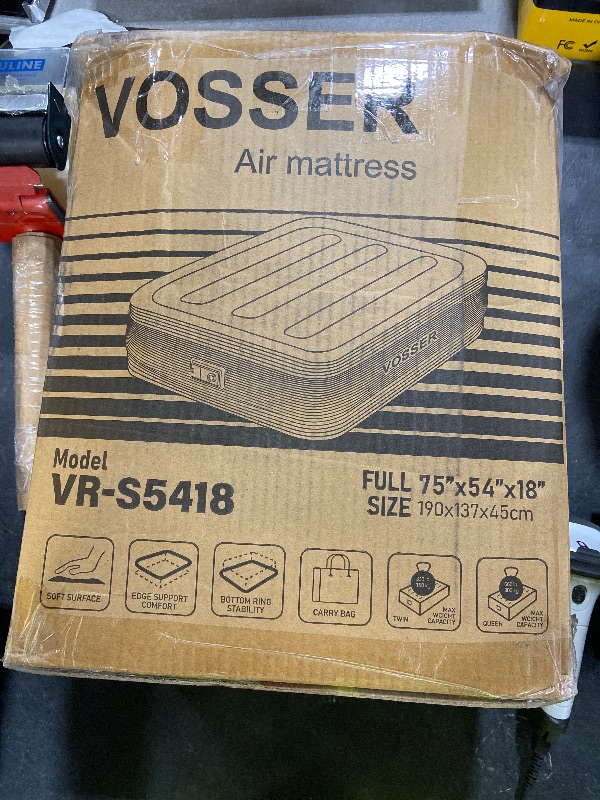 ULINE
MADE IN
FC
VOSSER
Air mattress
VOSSER
Model
VR-S5418
FULL 75"x54"x18"
SIZE 190x137x45cm
SOFT SURFACE
EDGE SUPPORT
COMFORT
BOTTOM RING
STABILITY
CARRY BAG
TWIN
MAX
WEIGHT
CAPACITY
QUEEN
MAX
WEIGHT
CAPACITY